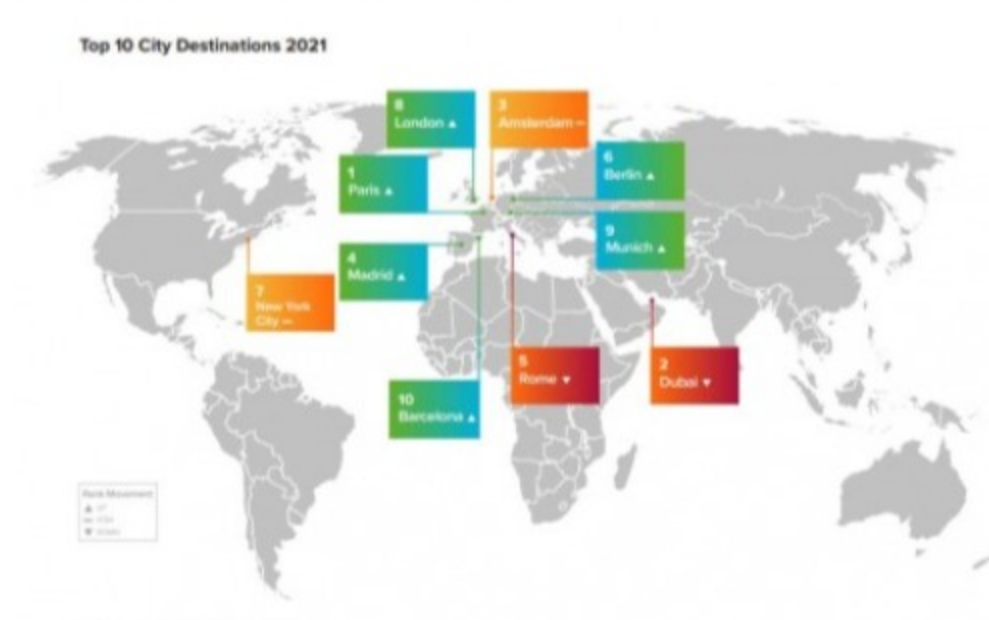 Top 10 City Destinations 2021
8
London ▲
3
Amsterdam –
1
Paris ▲
6
Berlin ▲
9
Munich ▲
4
Madrid ▲
7
New York
City –
5
Rome ▼
2
Dubai ▼
10
Barcelona ▲
Rank Movement